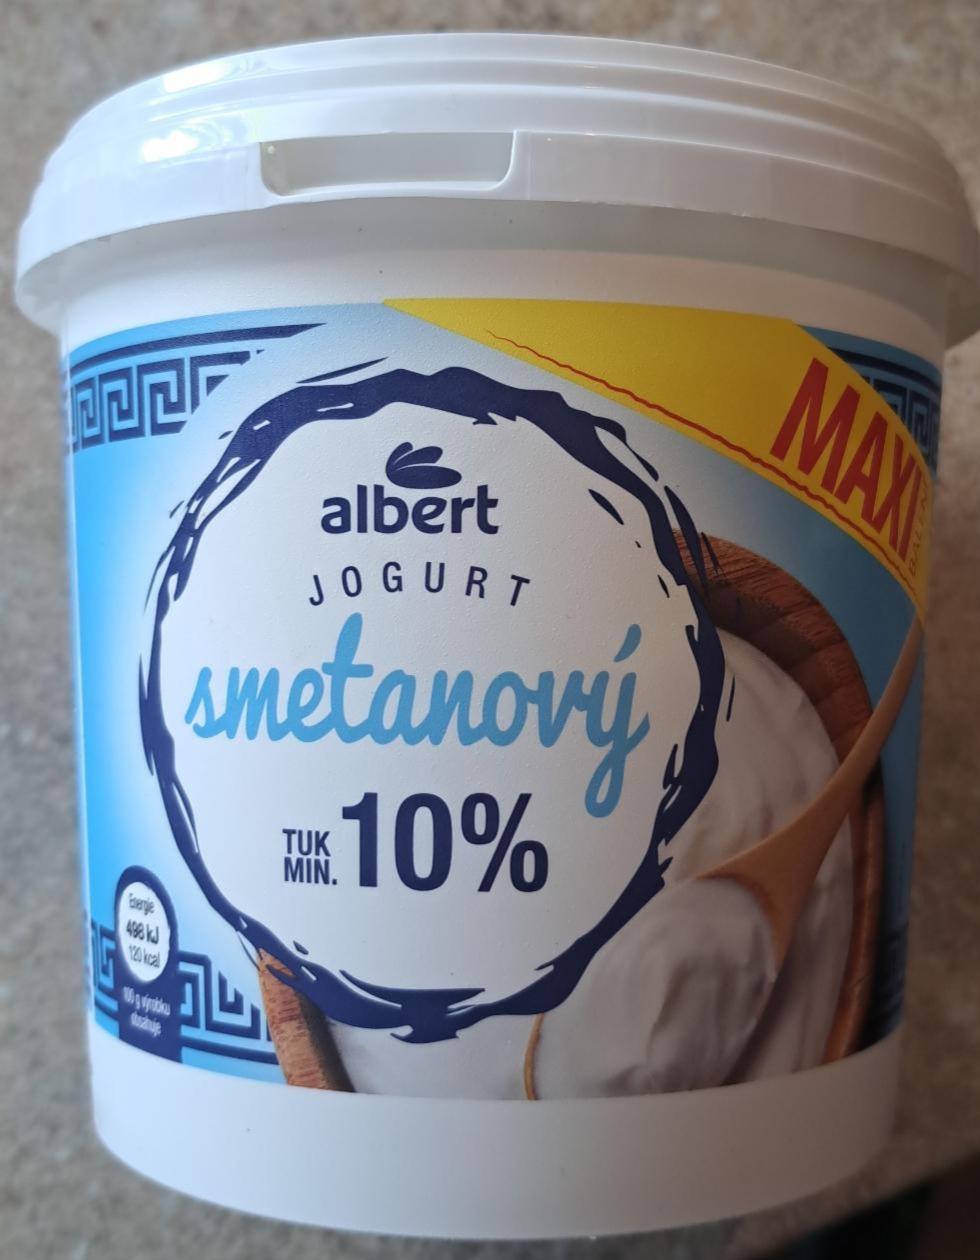 MAXI
albert
JOGURT
smetanový
TUK
MIN. 10%
Energie
498 kJ
120 kcal
100 g výrobku
obsahuje